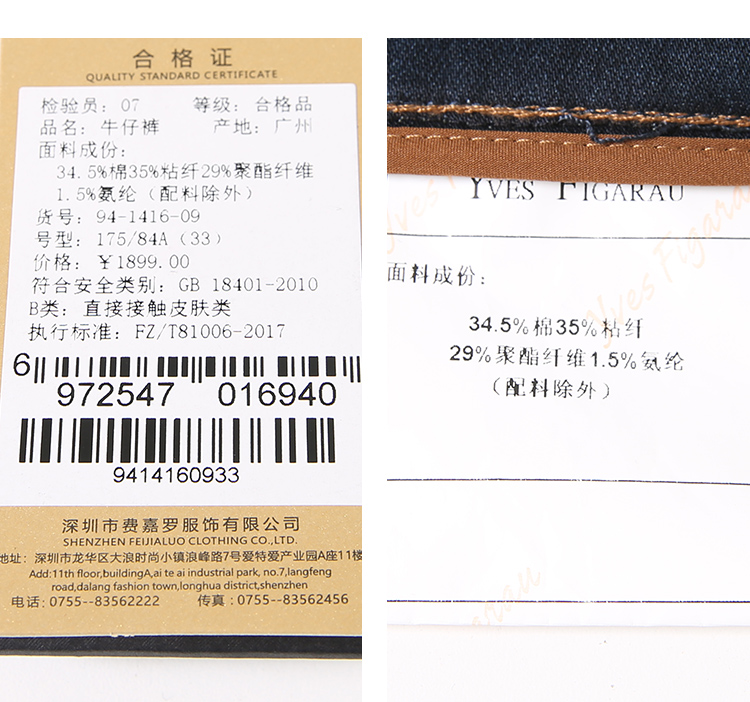 合格证
QUALITY STANDARD CERTIFICATE
检验员：07 等级：合格品
品名：牛仔裤 产地：广州
面料成份：
34.5%棉35%粘纤29%聚酯纤维
1.5%氨纶（配料除外）
货号：94-1416-09
号型：175/84A（33）
价格：￥1899.00
符合安全类别：GB 18401-2010
B类：直接接触皮肤类
执行标准：FZ/T81006-2017
6 972547 016940
9414160933
深圳市费嘉罗服饰有限公司
SHENZHEN FEIJIALUO CLOTHING CO.,LTD.
地址：深圳市龙华区大浪时尚小镇浪峰路7号爱特爱产业园A座11楼
Add:11th floor,buildingA,ai te ai industrial park, no.7,langfeng
road,dalang fashion town,longhua district,shenzhen
电话：0755--83562222 传真：0755--83562456
YVES FIGARAU
Yves Figarau
面料成份：
34.5%棉35%粘纤
29%聚酯纤维1.5%氨纶
（配料除外）